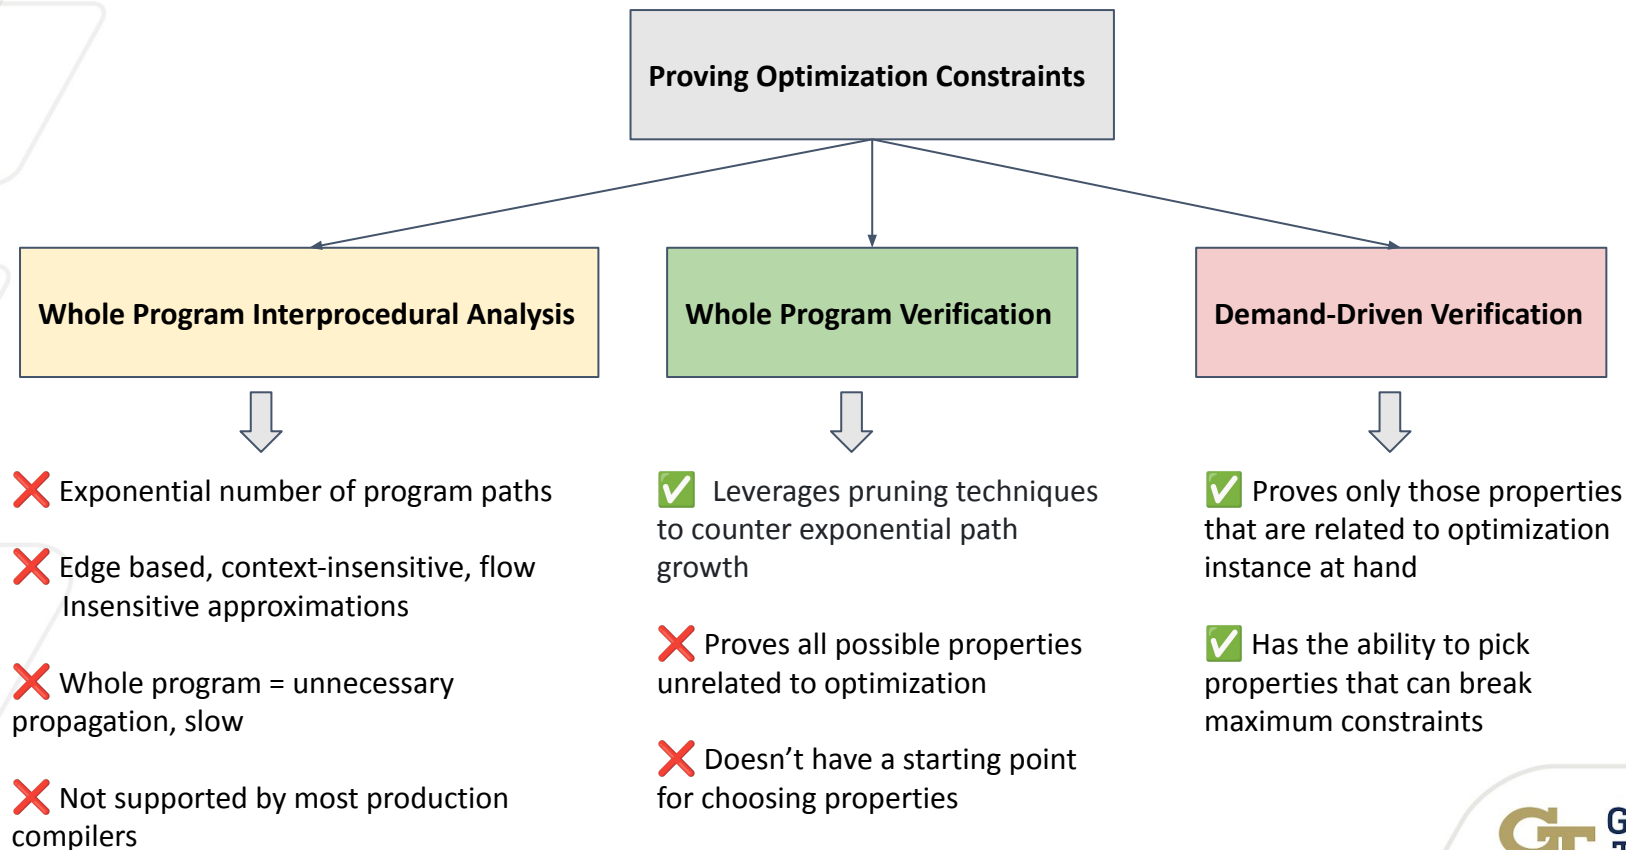 Proving Optimization Constraints
Whole Program Interprocedural Analysis
Whole Program Verification
Demand-Driven Verification
❌ Exponential number of program paths
❌ Edge based, context-insensitive, flow
Insensitive approximations
❌ Whole program = unnecessary
propagation, slow
❌ Not supported by most production
compilers
✅ Leverages pruning techniques
to counter exponential path
growth
❌ Proves all possible properties
unrelated to optimization
❌ Doesn’t have a starting point
for choosing properties
✅ Proves only those properties
that are related to optimization
instance at hand
✅ Has the ability to pick
properties that can break
maximum constraints
GT